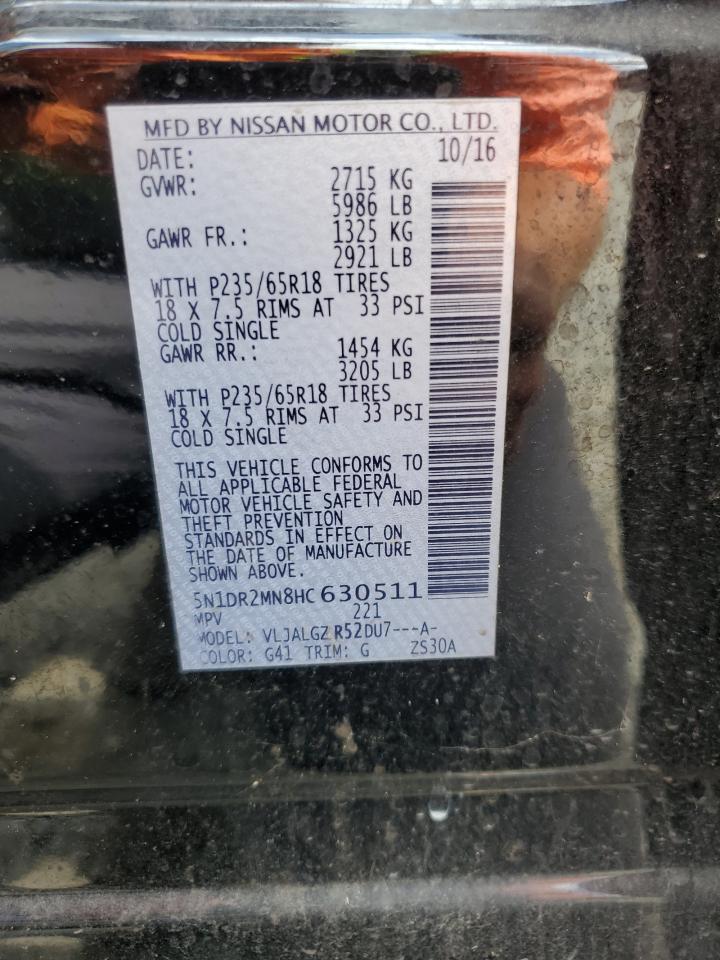 MFD BY NISSAN MOTOR CO., LTD.
DATE: 10/16
GVWR: 2715 KG
5986 LB
GAWR FR.: 1325 KG
2921 LB
WITH P235/65R18 TIRES
18 X 7.5 RIMS AT 33 PSI
COLD SINGLE
GAWR RR.: 1454 KG
3205 LB
WITH P235/65R18 TIRES
18 X 7.5 RIMS AT 33 PSI
COLD SINGLE
THIS VEHICLE CONFORMS TO
ALL APPLICABLE FEDERAL
MOTOR VEHICLE SAFETY AND
THEFT PREVENTION
STANDARDS IN EFFECT ON
THE DATE OF MANUFACTURE
SHOWN ABOVE.
5N1DR2MN8HC 630511
MPV 221
MODEL: VLJALGZ R52DU7---A-
COLOR: G41 TRIM: G ZS30A